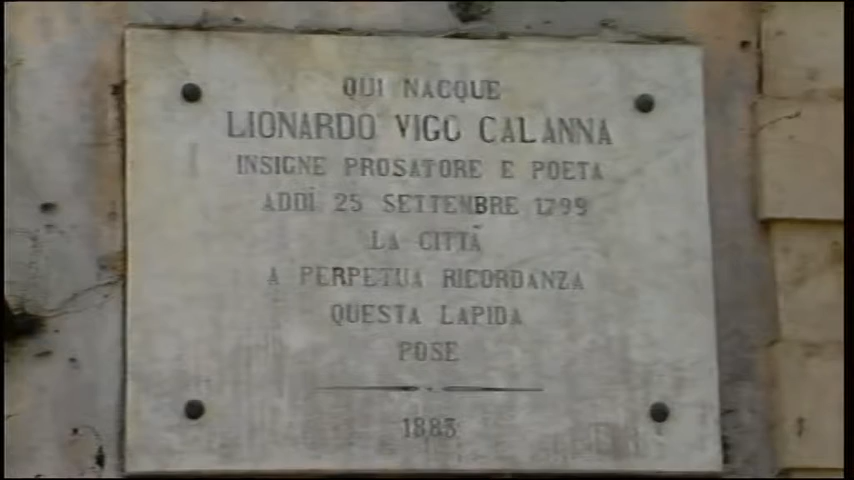 QUI NACQUE
LIONARDO VIGO CALANNA
INSIGNE PROSATORE E POETA
ADDÌ 25 SETTEMBRE 1799
LA CITTÀ
A PERPETUA RICORDANZA
QUESTA LAPIDA
POSE
1883